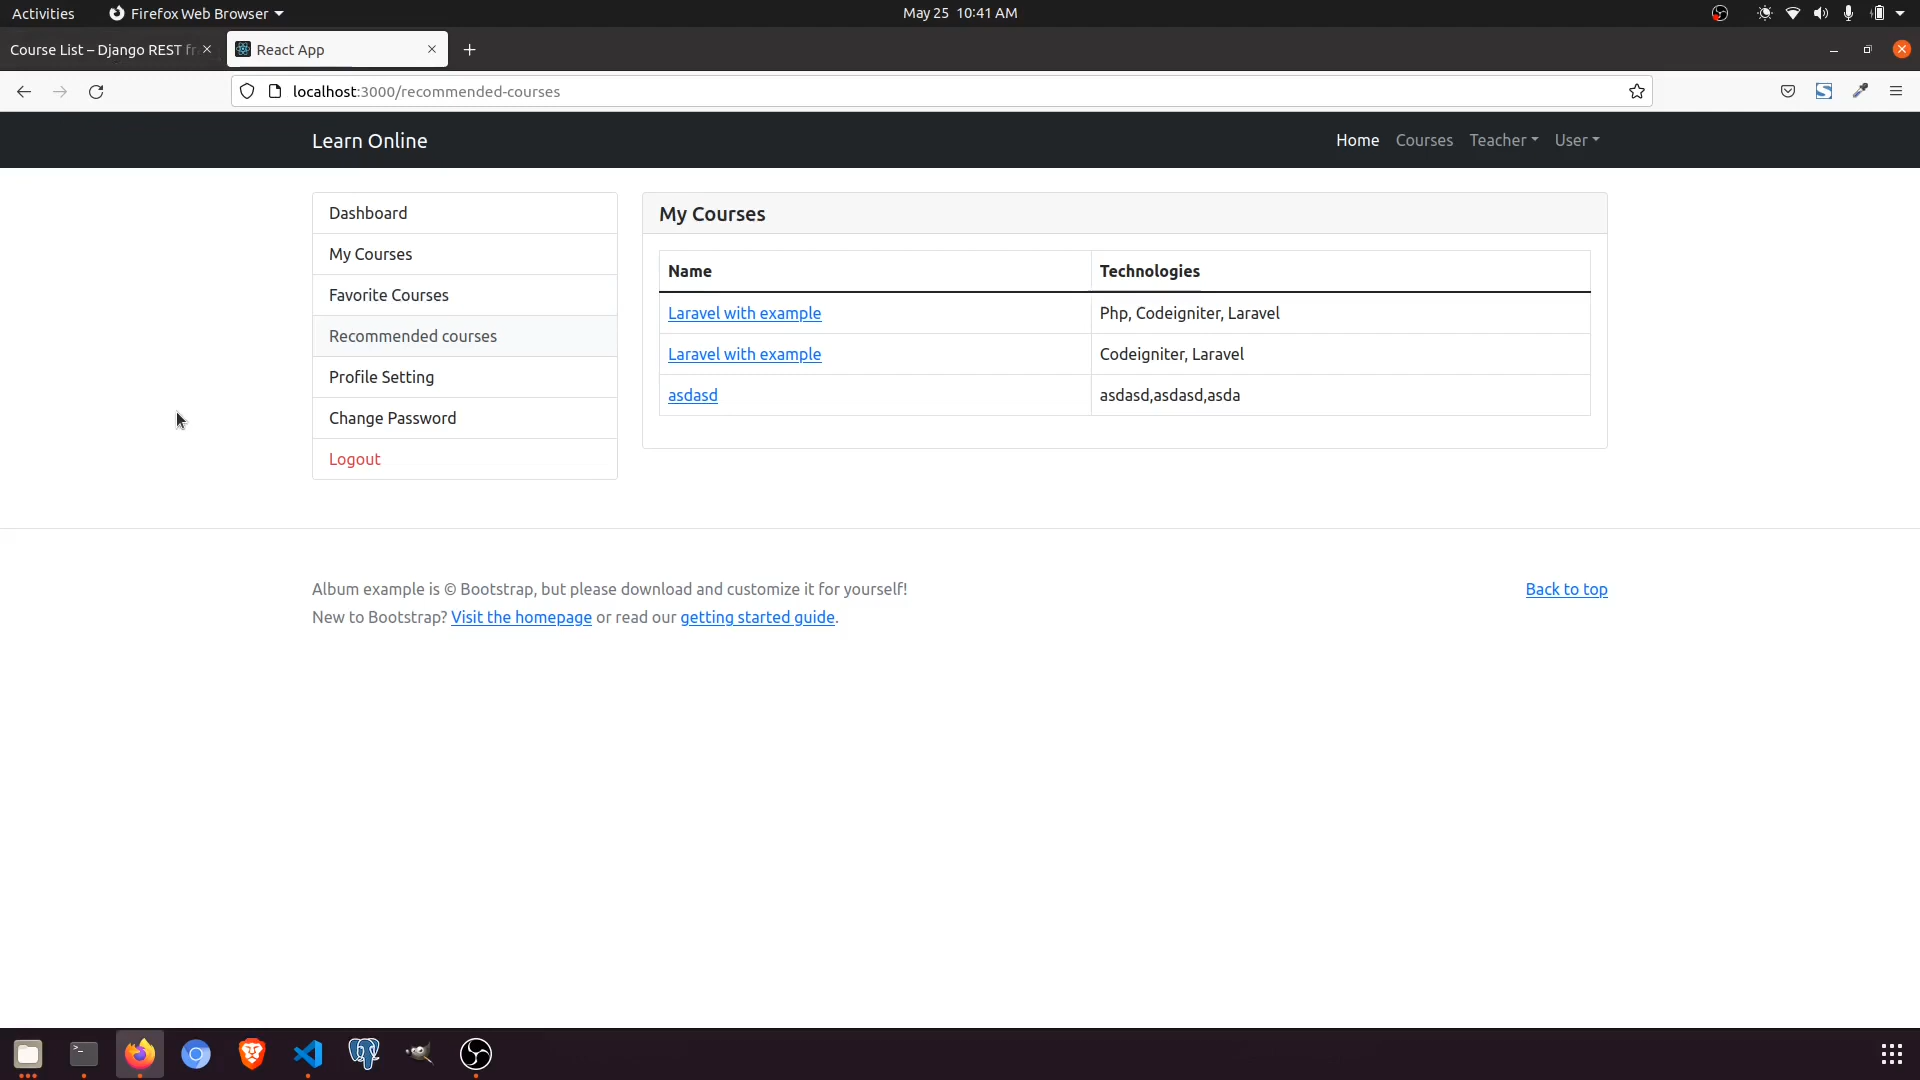 Activities
Firefox Web Browser
May 25 10:41 AM
Course List – Django REST fr
React App
localhost:3000/recommended-courses
Learn Online
Home
Courses
Teacher
User
Dashboard
My Courses
Favorite Courses
Recommended courses
Profile Setting
Change Password
Logout
My Courses
Name Technologies
Laravel with example Php, Codeigniter, Laravel
Laravel with example Codeigniter, Laravel
asdasd asdasd,asdasd,asda
Album example is © Bootstrap, but please download and customize it for yourself!
Back to top
New to Bootstrap? Visit the homepage or read our getting started guide.